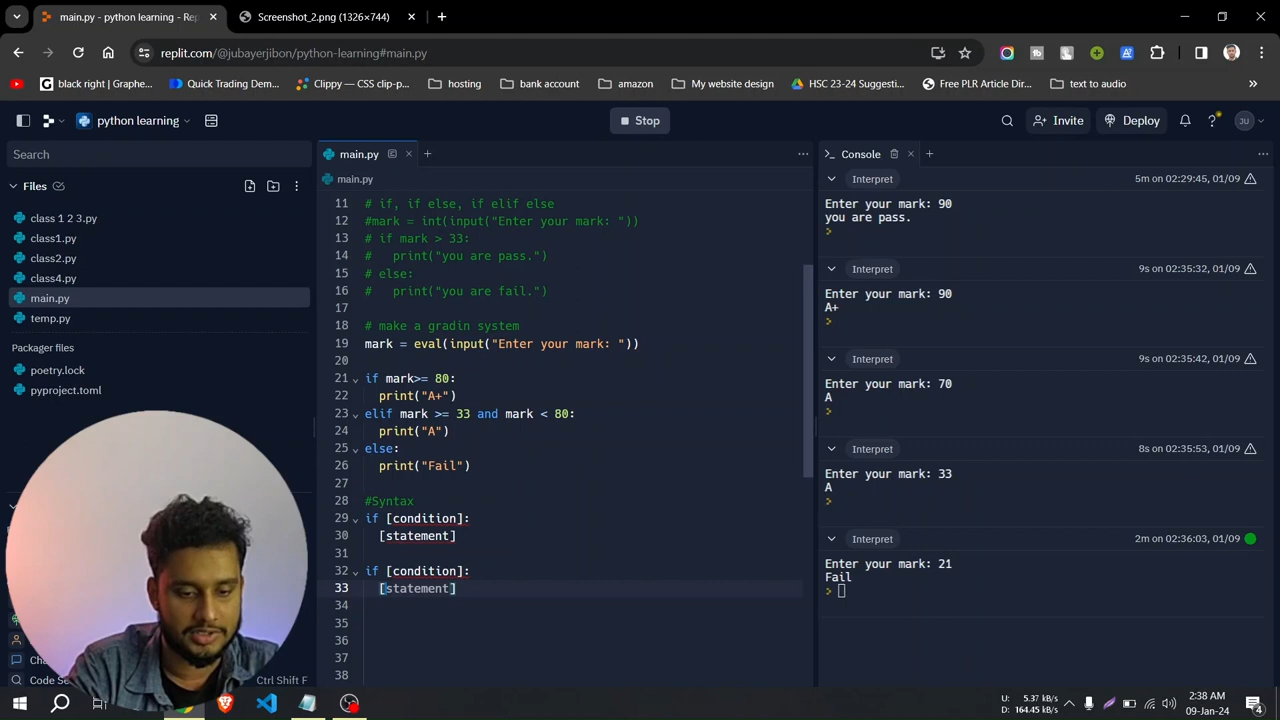 main.py - python learning - Rep
Screenshot_2.png (1326×744)
replit.com/@jubayerjibon/python-learning#main.py
black right | Graphe...
Quick Trading Demo...
Clippy — CSS clip-p...
hosting
bank account
amazon
My website design
HSC 23-24 Suggesti...
Free PLR Article Dir...
text to audio
python learning
Stop
Invite
Deploy
JU
Search
Files
class 1 2 3.py
class1.py
class2.py
class4.py
main.py
temp.py
Packager files
poetry.lock
pyproject.toml
Ctrl Shift F
main.py
main.py
11 # if, if else, if elif else
12 #mark = int(input("Enter your mark: "))
13 # if mark > 33:
14 #   print("you are pass.")
15 # else:
16 #   print("you are fail.")
17
18 # make a gradin system
19 mark = eval(input("Enter your mark: "))
20
21 if mark>= 80:
22   print("A+")
23 elif mark >= 33 and mark < 80:
24   print("A")
25 else:
26   print("Fail")
27
28 #Syntax
29 if [condition]:
30   [statement]
31
32 if [condition]:
33   [statement]
34
35
36
37
38
Console
Interpret
5m on 02:29:45, 01/09
Enter your mark: 90
you are pass.
Interpret
9s on 02:35:32, 01/09
Enter your mark: 90
A+
Interpret
9s on 02:35:42, 01/09
Enter your mark: 70
A
Interpret
8s on 02:35:53, 01/09
Enter your mark: 33
A
Interpret
2m on 02:36:03, 01/09
Enter your mark: 21
Fail
U: 5.37 kB/s
D: 164.45 kB/s
2:38 AM
09-Jan-24
4